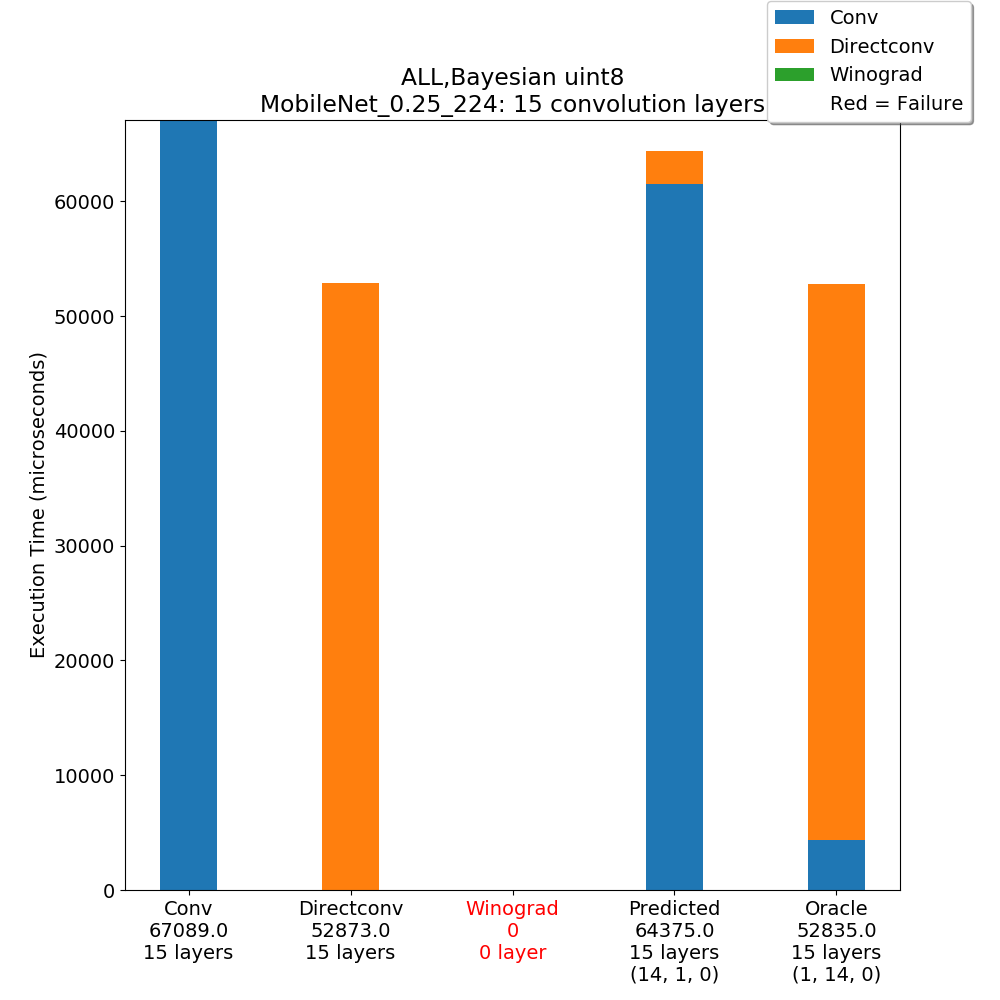 Conv
Directconv
Winograd
Red = Failure
ALL,Bayesian uint8
MobileNet_0.25_224: 15 convolution layers
Execution Time (microseconds)
60000
50000
40000
30000
20000
10000
0
Conv
67089.0
15 layers
Directconv
52873.0
15 layers
Winograd
0
0 layer
Predicted
64375.0
15 layers
(14, 1, 0)
Oracle
52835.0
15 layers
(1, 14, 0)